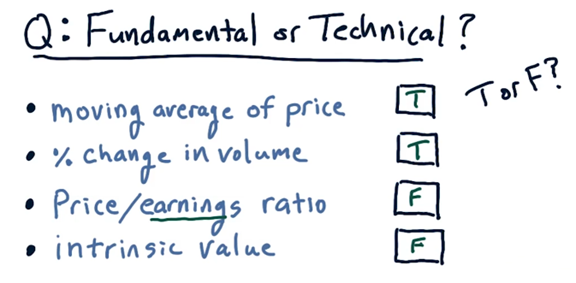 Q: Fundamental or Technical?
T or F?
• moving average of price T
• % change in volume T
• Price/earnings ratio F
• intrinsic value F